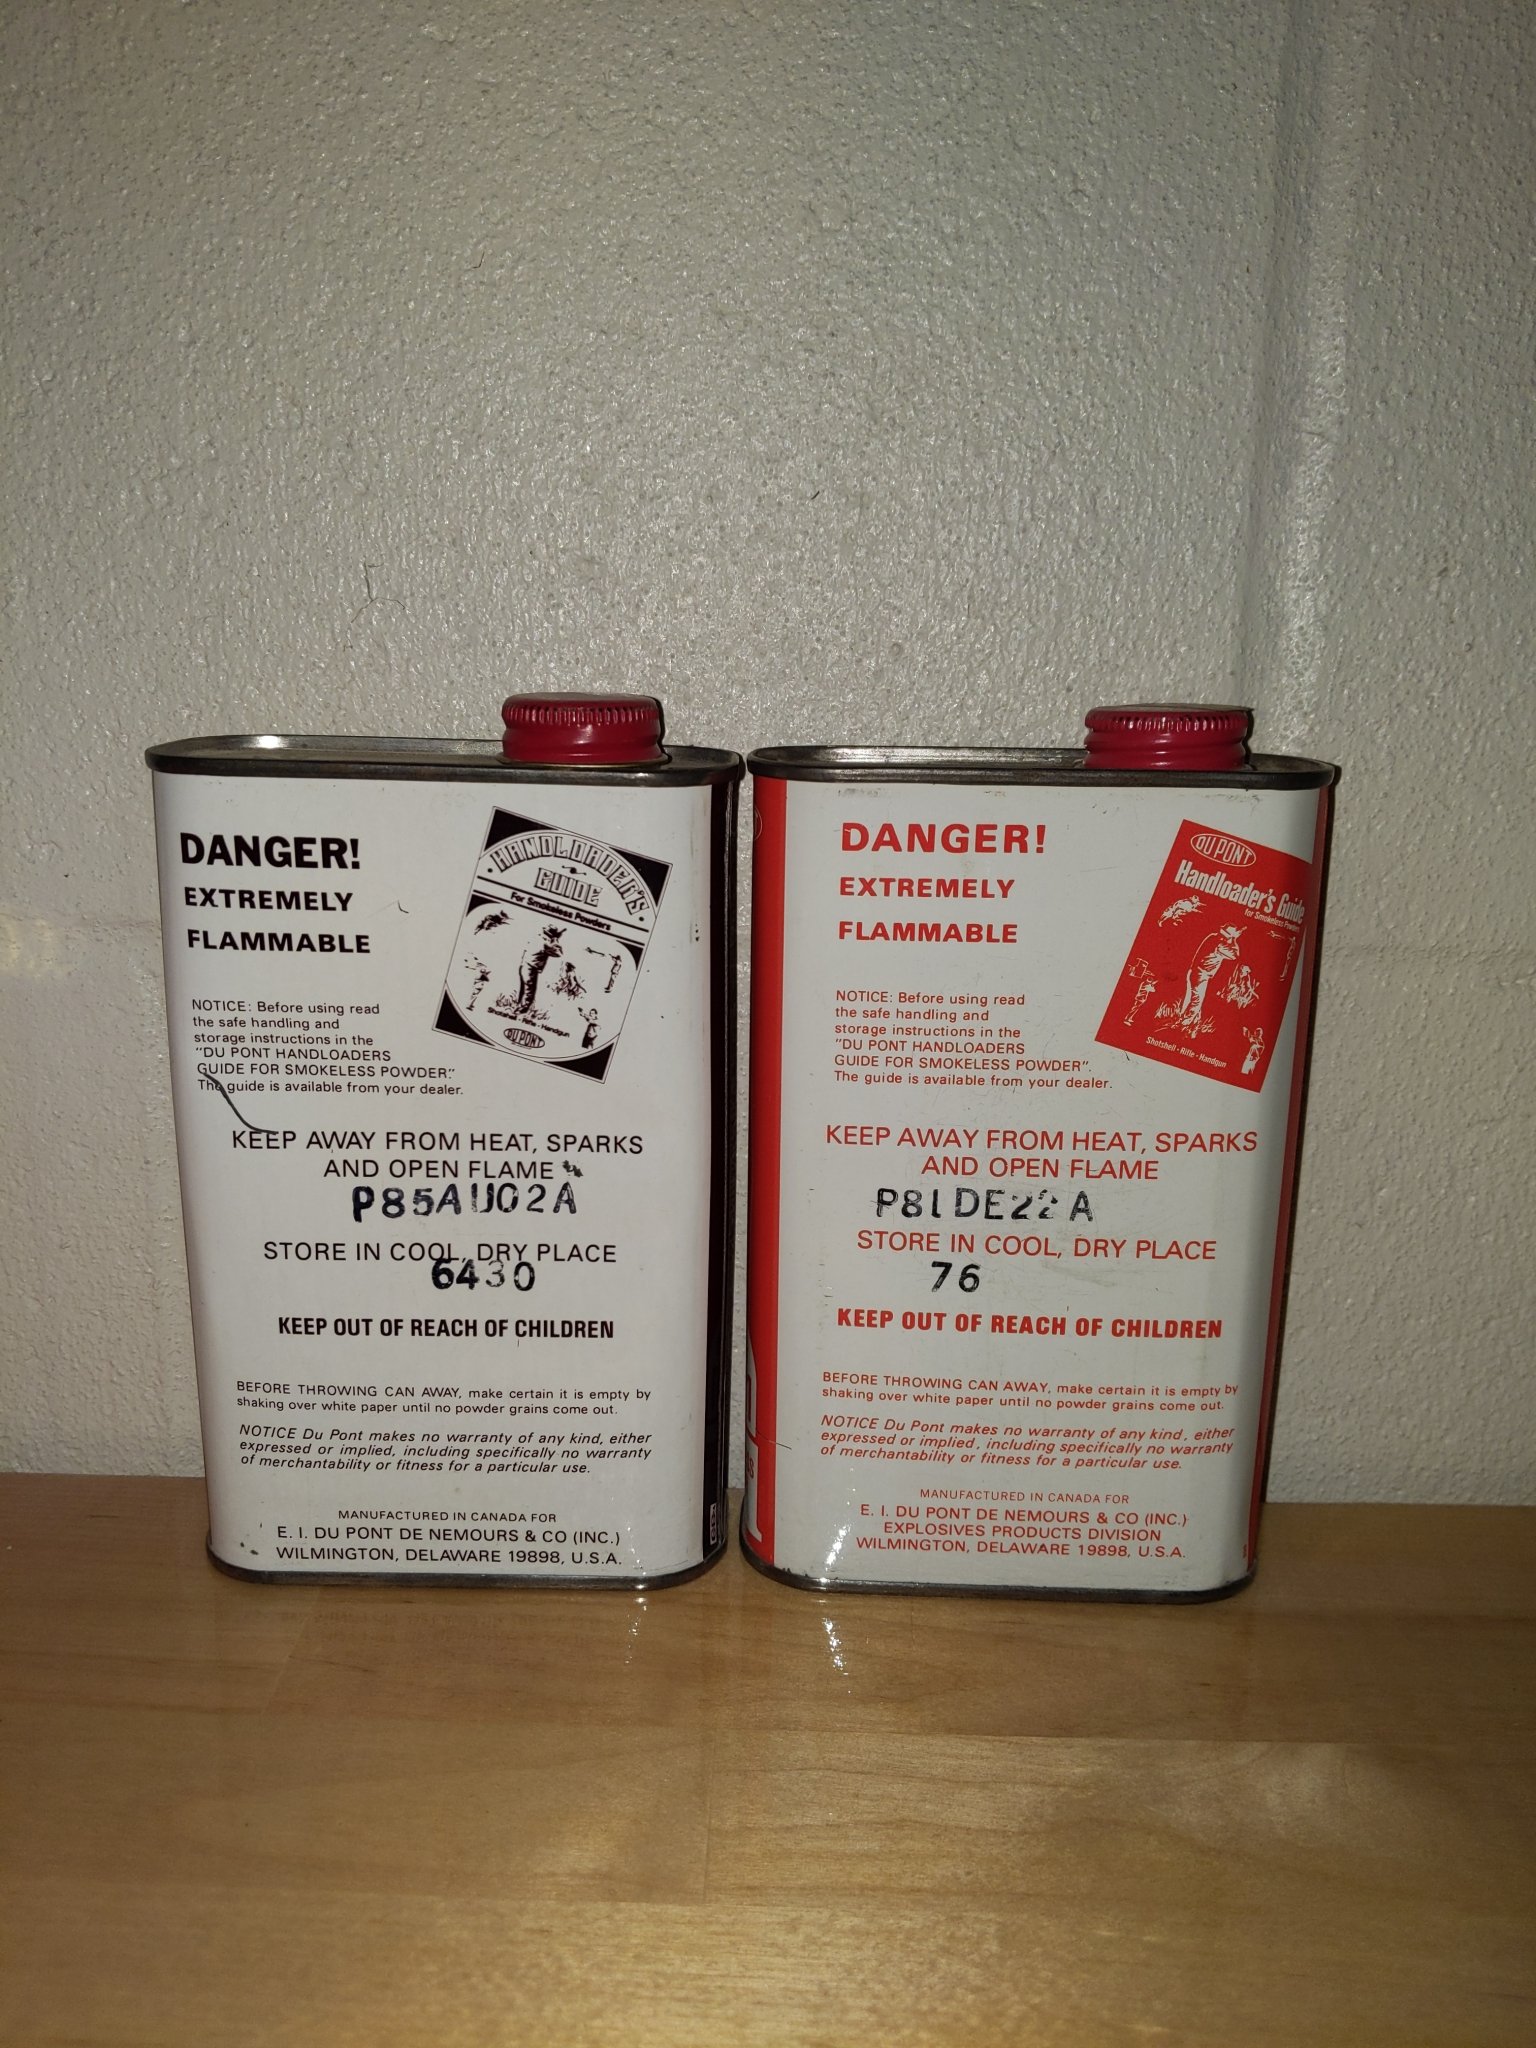 DANGER!
EXTREMELY
FLAMMABLE
HANDLOADER'S
GUIDE
For Smokeless Powders
Shotshell • Rifle • Handgun
DU PONT
NOTICE: Before using read
the safe handling and
storage instructions in the
"DU PONT HANDLOADERS
GUIDE FOR SMOKELESS POWDER."
The guide is available from your dealer.
KEEP AWAY FROM HEAT, SPARKS
AND OPEN FLAME
P85AU02A
STORE IN COOL, DRY PLACE
6430
KEEP OUT OF REACH OF CHILDREN
BEFORE THROWING CAN AWAY, make certain it is empty by
shaking over white paper until no powder grains come out.
NOTICE Du Pont makes no warranty of any kind, either
expressed or implied, including specifically no warranty
of merchantability or fitness for a particular use.
MANUFACTURED IN CANADA FOR
E. I. DU PONT DE NEMOURS & CO (INC.)
WILMINGTON, DELAWARE 19898, U.S.A.
DANGER!
EXTREMELY
FLAMMABLE
DU PONT
Handloader's Guide
for Smokeless Powders
Shotshell • Rifle • Handgun
NOTICE: Before using read
the safe handling and
storage instructions in the
"DU PONT HANDLOADERS
GUIDE FOR SMOKELESS POWDER".
The guide is available from your dealer.
KEEP AWAY FROM HEAT, SPARKS
AND OPEN FLAME
P81DE22A
STORE IN COOL, DRY PLACE
76
KEEP OUT OF REACH OF CHILDREN
BEFORE THROWING CAN AWAY, make certain it is empty by
shaking over white paper until no powder grains come out.
NOTICE Du Pont makes no warranty of any kind, either
expressed or implied, including specifically no warranty
of merchantability or fitness for a particular use.
MANUFACTURED IN CANADA FOR
E. I. DU PONT DE NEMOURS & CO (INC.)
EXPLOSIVES PRODUCTS DIVISION
WILMINGTON, DELAWARE 19898, U.S.A.